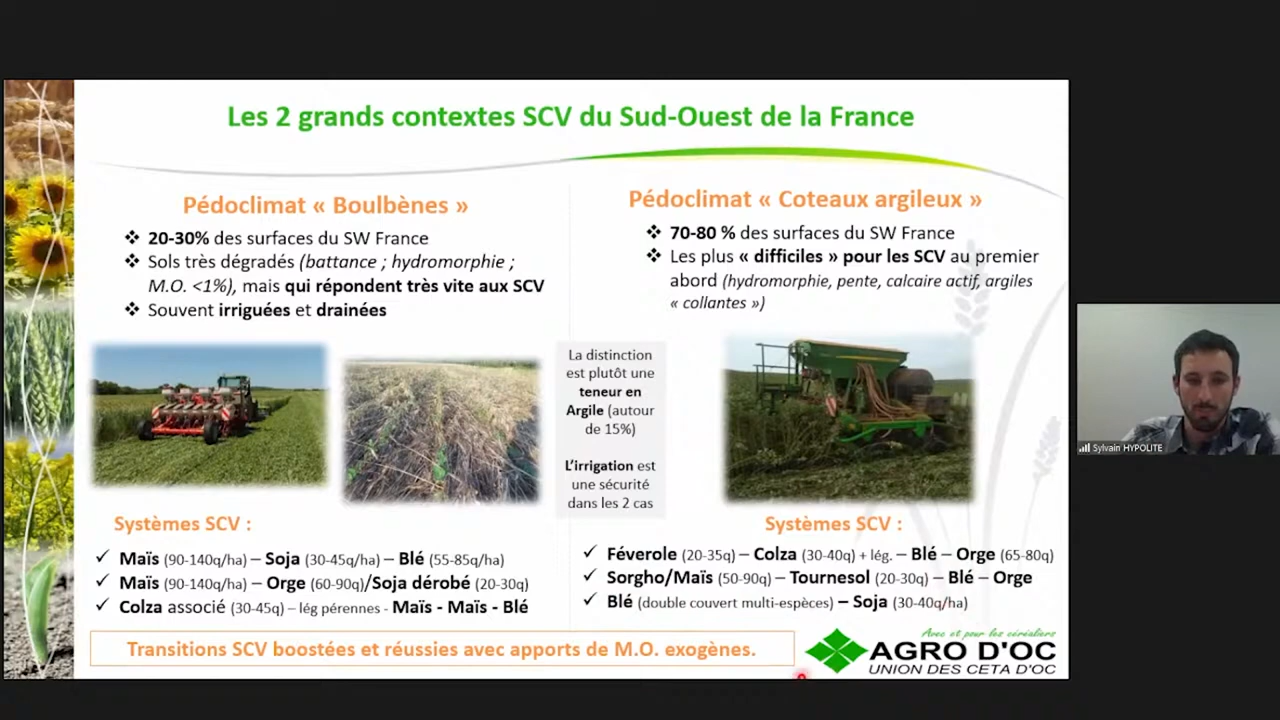 Les 2 grands contextes SCV du Sud-Ouest de la France
Pédoclimat « Boulbènes »
❖ 20-30% des surfaces du SW France
❖ Sols très dégradés (battance ; hydromorphie ;
M.O. <1%), mais qui répondent très vite aux SCV
❖ Souvent irriguées et drainées
Pédoclimat « Coteaux argileux »
❖ 70-80 % des surfaces du SW France
❖ Les plus « difficiles » pour les SCV au premier
abord (hydromorphie, pente, calcaire actif, argiles
« collantes »)
La distinction
est plutôt une
teneur en
Argile (autour
de 15%)
L'irrigation est
une sécurité
dans les 2 cas
Systèmes SCV :
✓ Maïs (90-140q/ha) – Soja (30-45q/ha) – Blé (55-85q/ha)
✓ Maïs (90-140q/ha) – Orge (60-90q)/Soja dérobé (20-30q)
✓ Colza associé (30-45q) – lég pérennes - Maïs - Maïs - Blé
Systèmes SCV :
✓ Féverole (20-35q) – Colza (30-40q) + lég. – Blé – Orge (65-80q)
✓ Sorgho/Maïs (50-90q) – Tournesol (20-30q) – Blé – Orge
✓ Blé (double couvert multi-espèces) – Soja (30-40q/ha)
Transitions SCV boostées et réussies avec apports de M.O. exogènes.
Avec et pour les céréaliers
AGRO D'OC
UNION DES CETA D'OC
Sylvain HYPOLITE